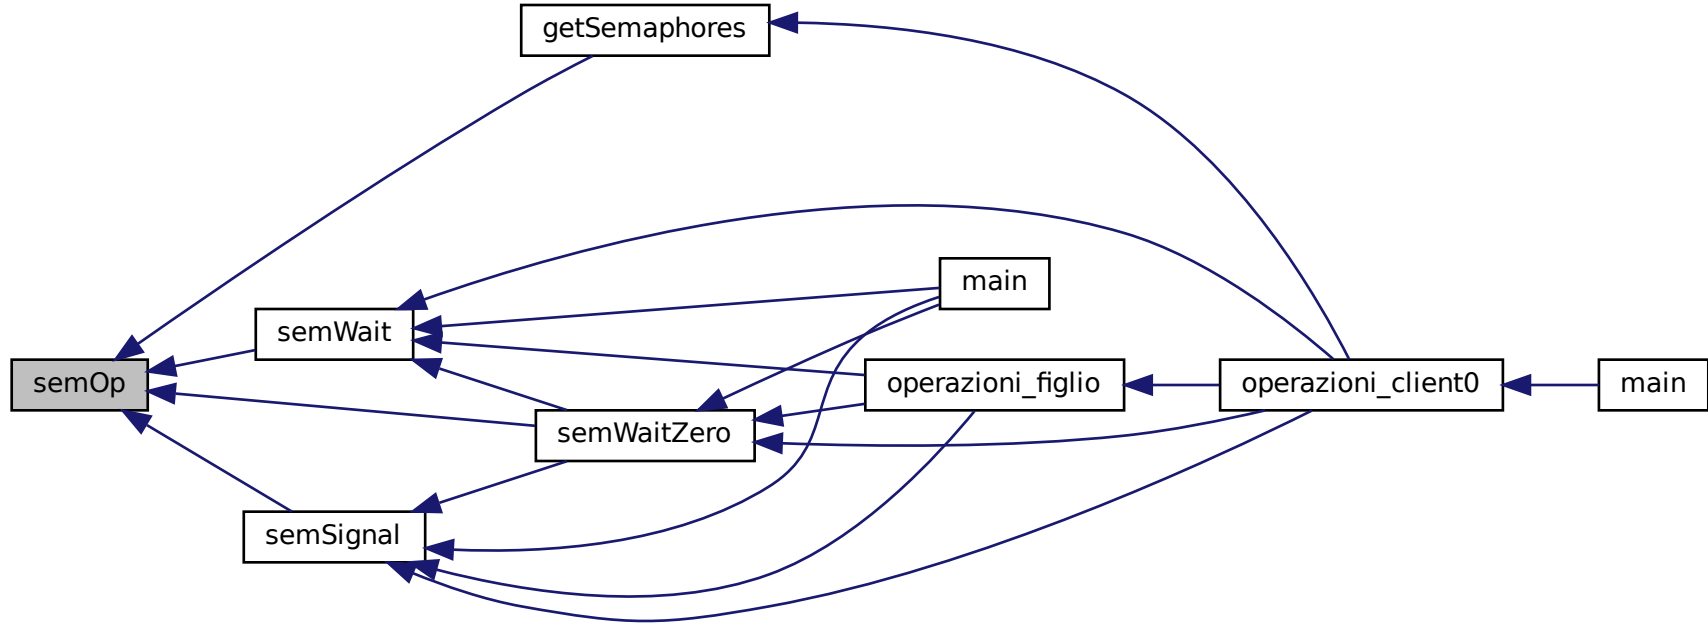 getSemaphores
main
semWait
semOp
operazioni_figlio
operazioni_client0
main
semWaitZero
semSignal